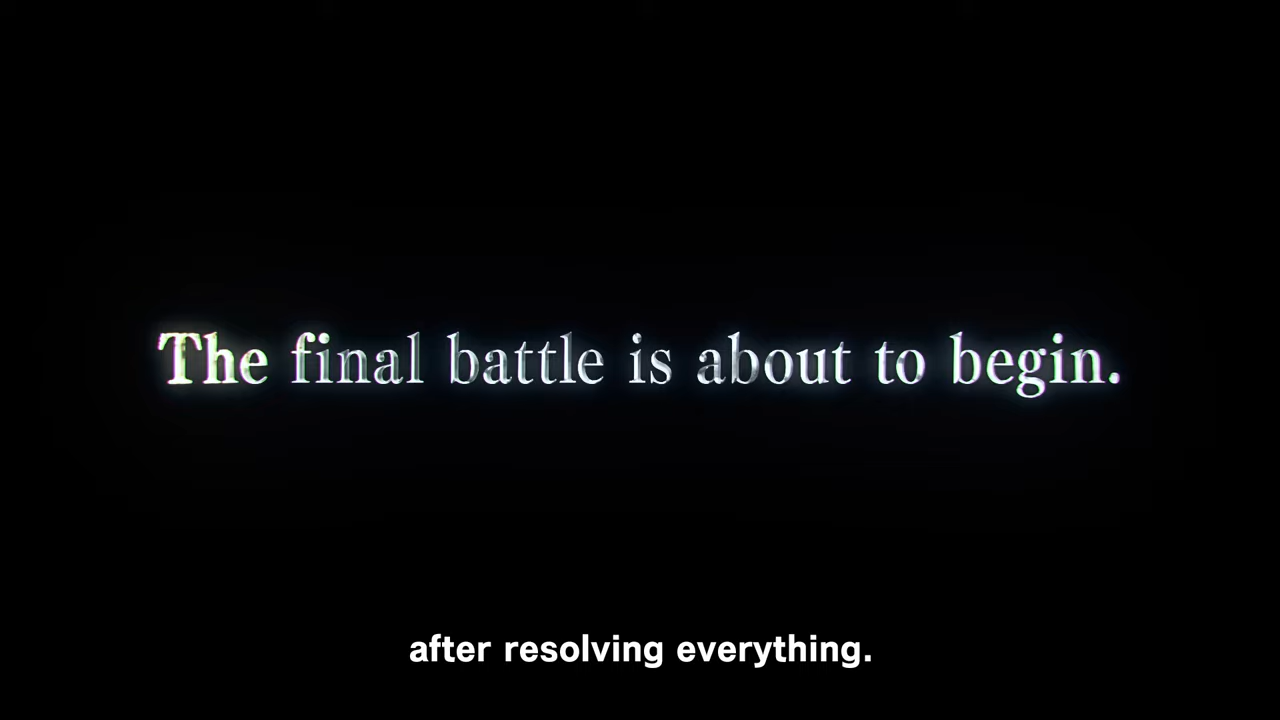 The final battle is about to begin.
after resolving everything.